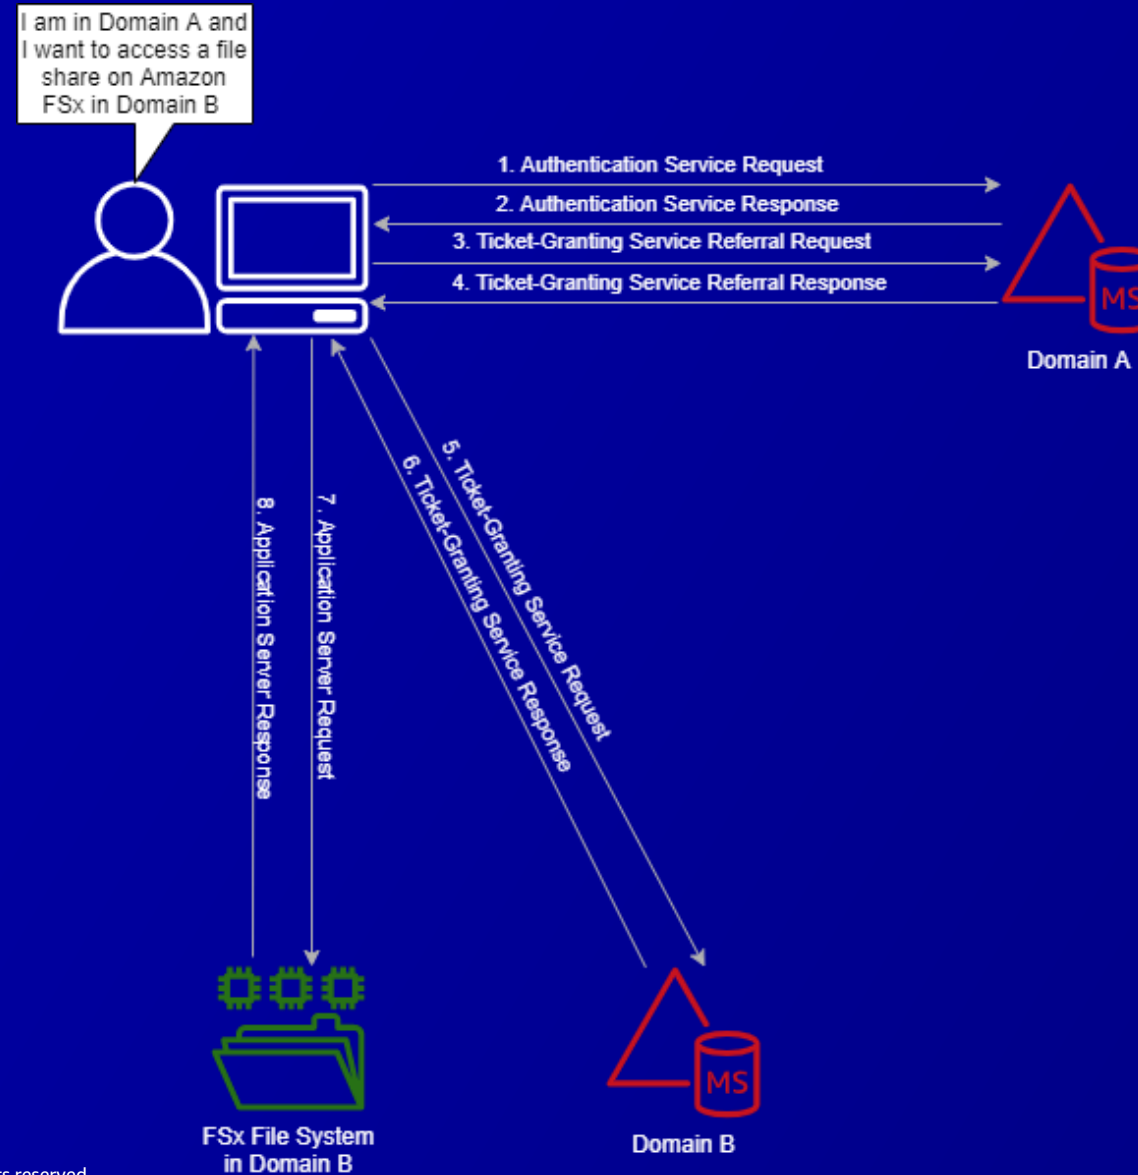 I am in Domain A and
I want to access a file
share on Amazon
FSx in Domain B
1. Authentication Service Request
2. Authentication Service Response
3. Ticket-Granting Service Referral Request
4. Ticket-Granting Service Referral Response
MS
Domain A
5. Ticket-Granting Service Request
6. Ticket-Granting Service Response
7. Application Server Request
8. Application Server Response
MS
FSx File System
in Domain B
Domain B
reserved